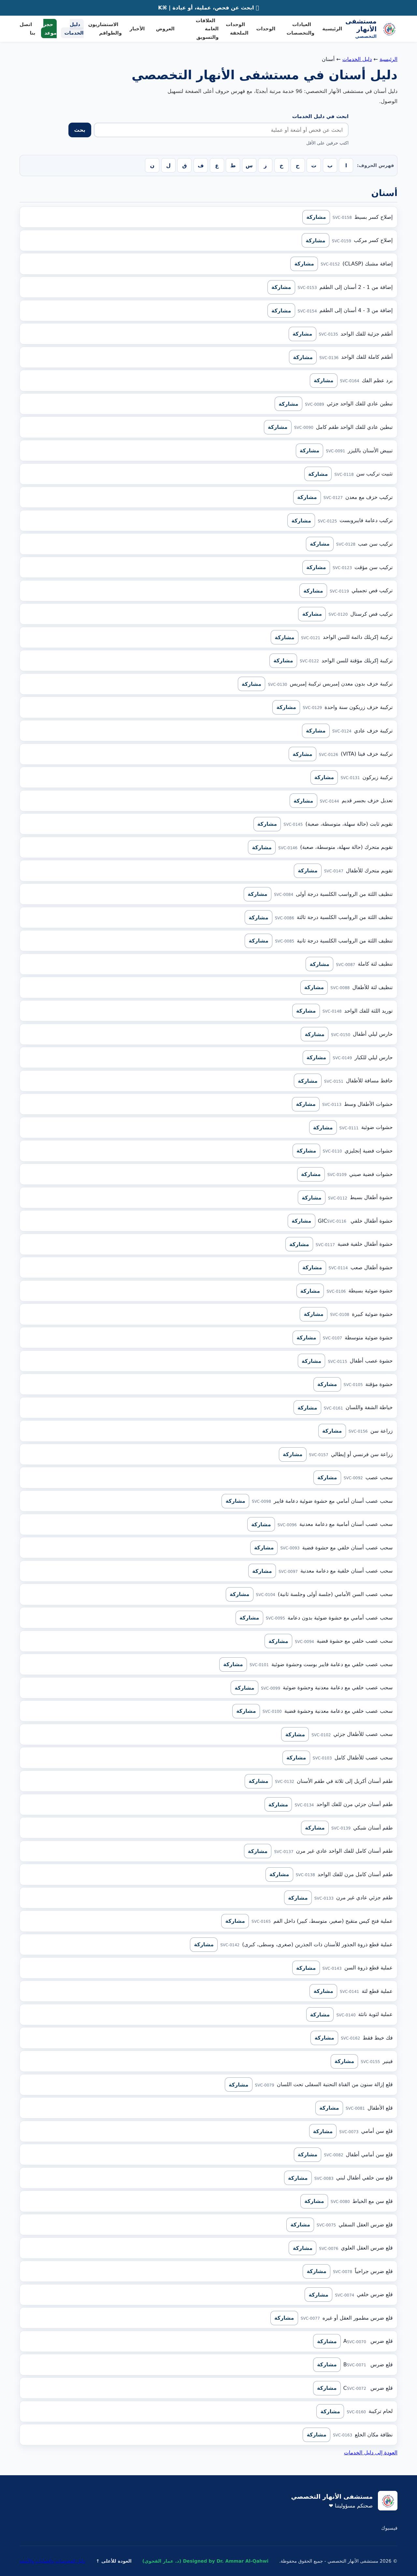 ابحث عن فحص، عملية، أو عيادة | ⌘K
مستشفى الأنهار التخصصي
الرئيسية
العيادات والتخصصات
الوحدات
الوحدات الملحقة
العلاقات العامة والتسويق
العروض
الأخبار
الاستشاريون والطواقم
دليل الخدمات
حجز موعد
اتصل بنا
الرئيسية ← دليل الخدمات ← أسنان
دليل أسنان في مستشفى الأنهار التخصصي
دليل أسنان في مستشفى الأنهار التخصصي: 96 خدمة مرتبة أبجديًا، مع فهرس حروف أعلى الصفحة لتسهيل
الوصول.
ابحث في دليل الخدمات
ابحث عن فحص أو أشعة أو عملية
بحث
اكتب حرفين على الأقل
فهرس الحروف: ا ب ت ج ح خ ز س ط ع ف ق ل ن
أسنان
إصلاح كسر بسيط SVC-0158 مشاركة
إصلاح كسر مركب SVC-0159 مشاركة
إضافة مشبك (CLASP) SVC-0152 مشاركة
إضافة من 1 - 2 أسنان إلى الطقم SVC-0153 مشاركة
إضافة من 3 - 4 أسنان إلى الطقم SVC-0154 مشاركة
أطقم جزئية للفك الواحد SVC-0135 مشاركة
أطقم كاملة للفك الواحد SVC-0138 مشاركة
برد عظم الفك SVC-0164 مشاركة
تبطين عادي للفك الواحد جزئي SVC-0089 مشاركة
تبطين عادي للفك الواحد طقم كامل SVC-0090 مشاركة
تبييض الأسنان بالليزر SVC-0091 مشاركة
تثبيت تركيب سن SVC-0118 مشاركة
تركيب خزف مع معدن SVC-0127 مشاركة
تركيب دعامة فايبروبست SVC-0125 مشاركة
تركيب سن صب SVC-0128 مشاركة
تركيب سن مؤقت SVC-0123 مشاركة
تركيب فص تجميلي SVC-0119 مشاركة
تركيب فص كريستال SVC-0120 مشاركة
تركيبة إكريلك دائمة للسن الواحد SVC-0121 مشاركة
تركيبة إكريلك مؤقتة للسن الواحد SVC-0122 مشاركة
تركيبة خزف بدون معدن إمبريس تركيبة إمبريس SVC-0130 مشاركة
تركيبة خزف زريكون سنة واحدة SVC-0129 مشاركة
تركيبة خزف عادي SVC-0124 مشاركة
تركيبة خزف فيتا (VITA) SVC-0126 مشاركة
تركيبة زيركون SVC-0131 مشاركة
تعديل خزف بجسر قديم SVC-0144 مشاركة
تقويم ثابت (حالة سهلة، متوسطة، صعبة) SVC-0145 مشاركة
تقويم متحرك (حالة سهلة، متوسطة، صعبة) SVC-0146 مشاركة
تقويم متحرك للأطفال SVC-0147 مشاركة
تنظيف اللثة من الرواسب الكلسية درجة أولى SVC-0084 مشاركة
تنظيف اللثة من الرواسب الكلسية درجة ثالثة SVC-0086 مشاركة
تنظيف اللثة من الرواسب الكلسية درجة ثانية SVC-0085 مشاركة
تنظيف لثة كاملة SVC-0087 مشاركة
تنظيف لثة للأطفال SVC-0088 مشاركة
توريد اللثة للفك الواحد SVC-0148 مشاركة
حارس ليلي أطفال SVC-0150 مشاركة
حارس ليلي للكبار SVC-0149 مشاركة
حافظ مسافة للأطفال SVC-0151 مشاركة
حشوات الأطفال وسط SVC-0113 مشاركة
حشوات ضوئية SVC-0111 مشاركة
حشوات فضية إنجليزي SVC-0110 مشاركة
حشوات فضية صيني SVC-0109 مشاركة
حشوة أطفال بسيط SVC-0112 مشاركة
حشوة أطفال خلفي GIC SVC-0116 مشاركة
حشوة أطفال خلفية فضية SVC-0117 مشاركة
حشوة أطفال صعب SVC-0114 مشاركة
حشوة ضوئية بسيطة SVC-0106 مشاركة
حشوة ضوئية كبيرة SVC-0108 مشاركة
حشوة ضوئية متوسطة SVC-0107 مشاركة
حشوة عصب أطفال SVC-0115 مشاركة
حشوة مؤقتة SVC-0105 مشاركة
خياطة الشفة واللسان SVC-0161 مشاركة
زراعة سن SVC-0156 مشاركة
زراعة سن فرنسي أو إيطالي SVC-0157 مشاركة
سحب عصب SVC-0092 مشاركة
سحب عصب أسنان أمامي مع حشوة ضوئية دعامة فايبر SVC-0098 مشاركة
سحب عصب أسنان أمامية مع دعامة معدنية SVC-0096 مشاركة
سحب عصب أسنان خلفي مع حشوة فضية SVC-0093 مشاركة
سحب عصب أسنان خلفية مع دعامة معدنية SVC-0097 مشاركة
سحب عصب السن الأمامي (جلسة أولى وجلسة ثانية) SVC-0104 مشاركة
سحب عصب أمامي مع حشوة ضوئية بدون دعامة SVC-0095 مشاركة
سحب عصب خلفي مع حشوة فضية SVC-0094 مشاركة
سحب عصب خلفي مع دعامة فايبر بوست وحشوة ضوئية SVC-0101 مشاركة
سحب عصب خلفي مع دعامة معدنية وحشوة ضوئية SVC-0099 مشاركة
سحب عصب خلفي مع دعامة معدنية وحشوة فضية SVC-0100 مشاركة
سحب عصب للأطفال جزئي SVC-0102 مشاركة
سحب عصب للأطفال كامل SVC-0103 مشاركة
طقم أسنان أكريل إلى ثلاثة في طقم الأسنان SVC-0132 مشاركة
طقم أسنان جزئي مرن للفك الواحد SVC-0134 مشاركة
طقم أسنان شبكي SVC-0136 مشاركة
طقم أسنان كامل للفك الواحد عادي غير مرن SVC-0137 مشاركة
طقم أسنان كامل مرن للفك الواحد SVC-0139 مشاركة
طقم جزئي عادي غير مرن SVC-0133 مشاركة
عملية فتح كيس متقيح (صغير، متوسط، كبير) داخل الفم SVC-0165 مشاركة
عملية قطع ذروة الجذور للأسنان ذات الجذرين (صغرى، وسطى، كبرى) SVC-0142 مشاركة
عملية قطع ذروة السن SVC-0143 مشاركة
عملية قطع لثة SVC-0141 مشاركة
عملية لثوية ناتئة SVC-0140 مشاركة
فك خيط فقط SVC-0162 مشاركة
فينير SVC-0155 مشاركة
قلع إزالة ستون من القناة التحتية السفلى تحت اللسان SVC-0079 مشاركة
قلع الأطفال SVC-0081 مشاركة
قلع سن أمامي SVC-0073 مشاركة
قلع سن أمامي أطفال SVC-0082 مشاركة
قلع سن خلفي أطفال لبني SVC-0083 مشاركة
قلع سن مع الخياط SVC-0080 مشاركة
قلع ضرس العقل السفلي SVC-0075 مشاركة
قلع ضرس العقل العلوي SVC-0076 مشاركة
قلع ضرس جراحياً SVC-0078 مشاركة
قلع ضرس خلفي SVC-0074 مشاركة
قلع ضرس مطمور العقل أو غيره SVC-0077 مشاركة
قلع ضرس A SVC-0070 مشاركة
قلع ضرس B SVC-0071 مشاركة
قلع ضرس C SVC-0072 مشاركة
لحام تركيبة SVC-0160 مشاركة
نظافة مكان الخلع SVC-0163 مشاركة
العودة إلى دليل الخدمات
مستشفى الأنهار التخصصي
صحتكم مسؤوليتنا ❤
فيسبوك
© 2026 مستشفى الأنهار التخصصي - جميع الحقوق محفوظة.
Designed by Dr. Ammar Al-Qahwi (د. عمار القحوي)
العودة للأعلى ↑